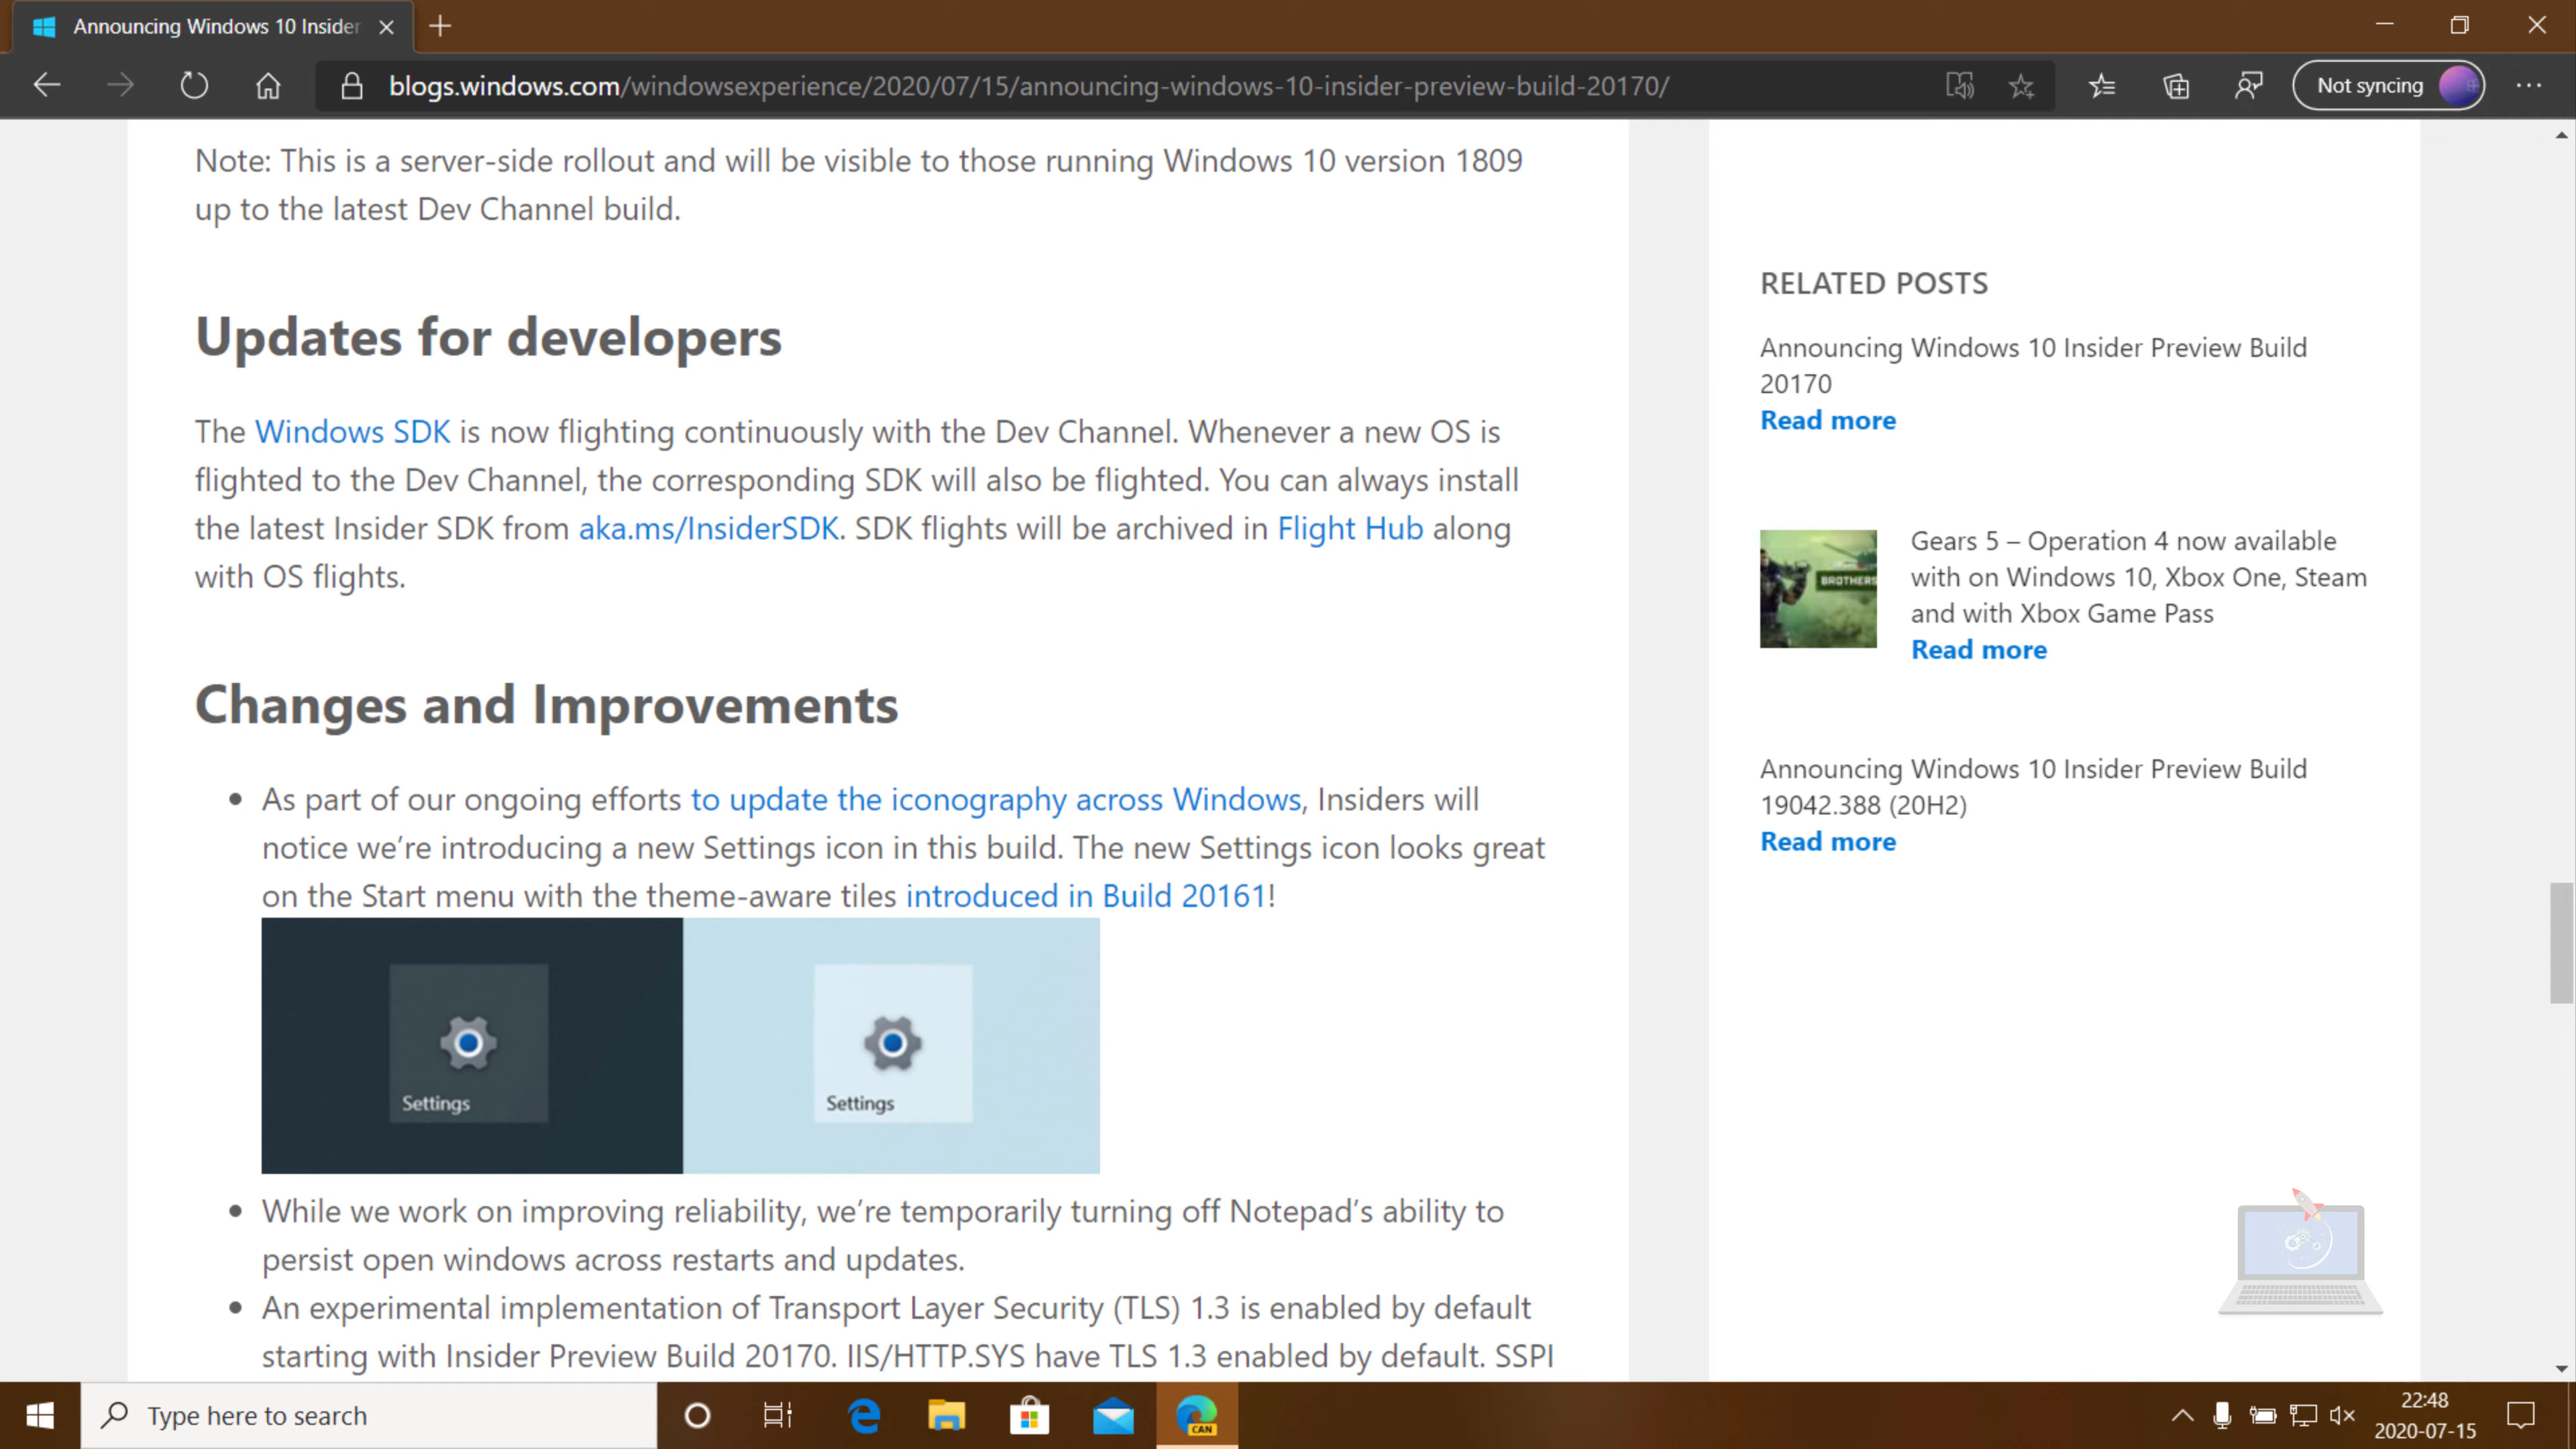 Announcing Windows 10 Insider
blogs.windows.com/windowsexperience/2020/07/15/announcing-windows-10-insider-preview-build-20170/
Not syncing
Note: This is a server-side rollout and will be visible to those running Windows 10 version 1809
up to the latest Dev Channel build.
Updates for developers
The Windows SDK is now flighting continuously with the Dev Channel. Whenever a new OS is
flighted to the Dev Channel, the corresponding SDK will also be flighted. You can always install
the latest Insider SDK from aka.ms/InsiderSDK. SDK flights will be archived in Flight Hub along
with OS flights.
Changes and Improvements
• As part of our ongoing efforts to update the iconography across Windows, Insiders will
notice we’re introducing a new Settings icon in this build. The new Settings icon looks great
on the Start menu with the theme-aware tiles introduced in Build 20161!
Settings
Settings
• While we work on improving reliability, we’re temporarily turning off Notepad’s ability to
persist open windows across restarts and updates.
• An experimental implementation of Transport Layer Security (TLS) 1.3 is enabled by default
starting with Insider Preview Build 20170. IIS/HTTP.SYS have TLS 1.3 enabled by default. SSPI
RELATED POSTS
Announcing Windows 10 Insider Preview Build
20170
Read more
BROTHERS
Gears 5 – Operation 4 now available
with on Windows 10, Xbox One, Steam
and with Xbox Game Pass
Read more
Announcing Windows 10 Insider Preview Build
19042.388 (20H2)
Read more
Type here to search
CAN
22:48
2020-07-15